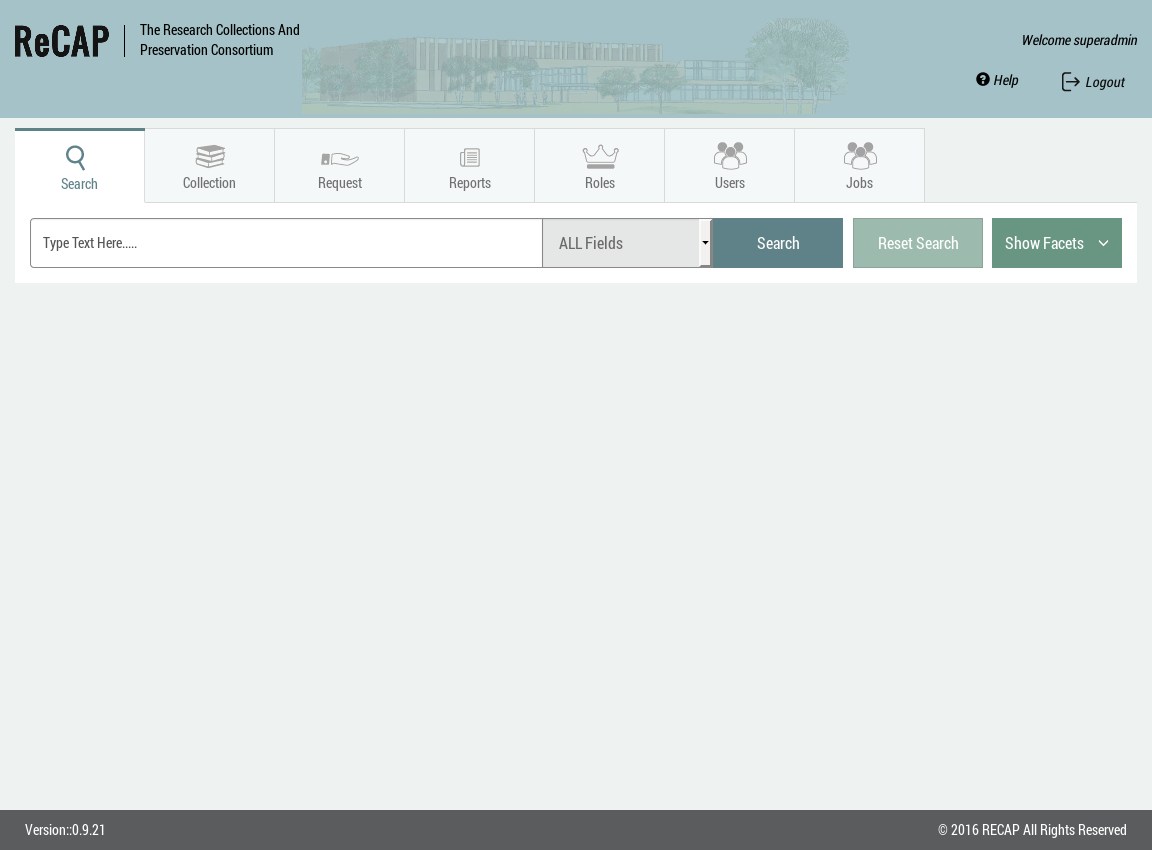 ReCAP
The Research Collections And
Preservation Consortium
Welcome superadmin
Help
Logout
Search
Collection
Request
Reports
Roles
Users
Jobs
Type Text Here.....
ALL Fields
Search
Reset Search
Show Facets
Version::0.9.21
© 2016 RECAP All Rights Reserved